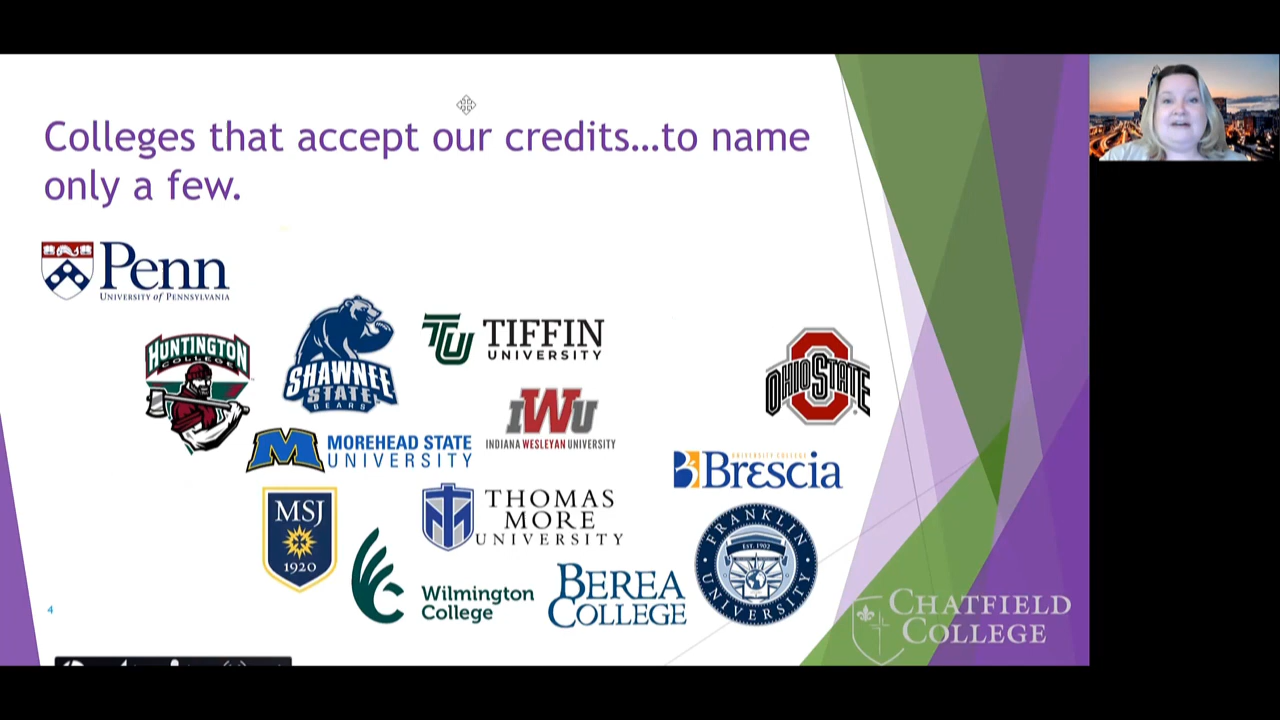 Colleges that accept our credits...to name
only a few.
Penn
UNIVERSITY of PENNSYLVANIA
HUNTINGTON
COLLEGE
SHAWNEE
STATE
BEARS
TU TIFFIN
UNIVERSITY
OHIO STATE
IWU
INDIANA WESLEYAN UNIVERSITY
M MOREHEAD STATE
UNIVERSITY
UNIVERSITY COLLEGE
B Brescia
MSJ
1920
THOMAS
MORE
UNIVERSITY
FRANKLIN
EST. 1902
UNIVERSITY
Wilmington
College
BEREA
COLLEGE
4
CHATFIELD
COLLEGE